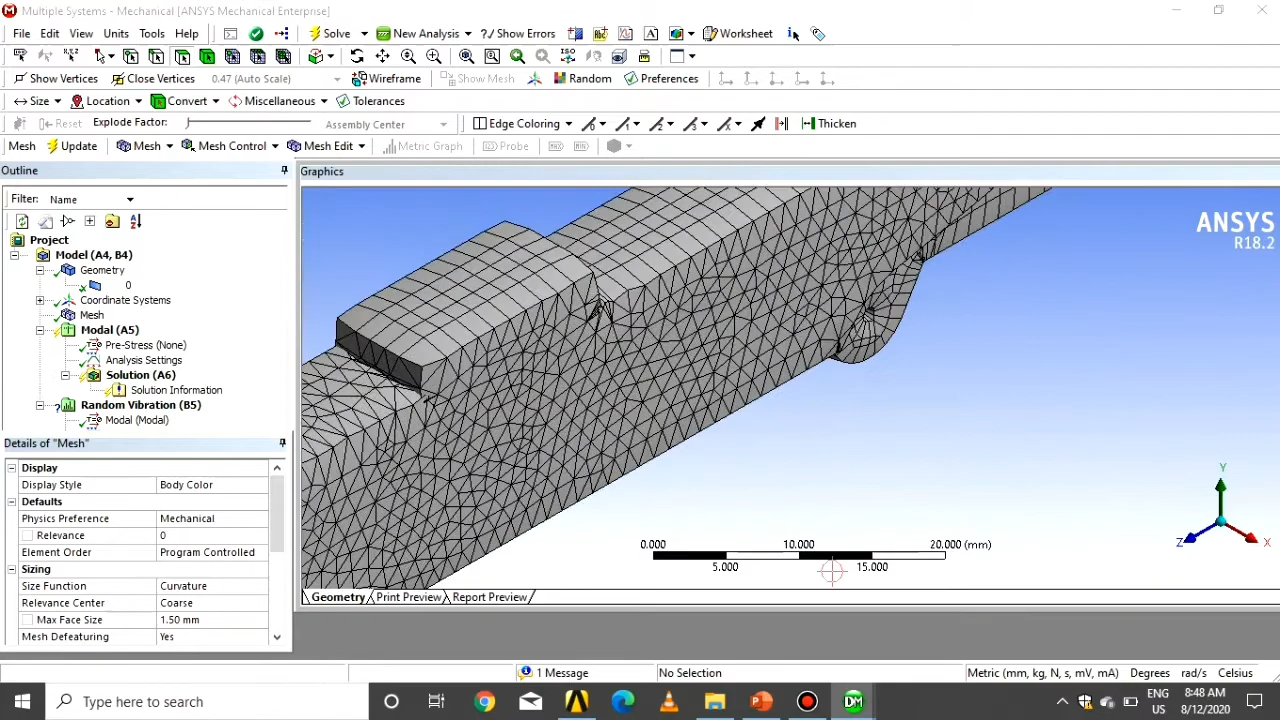 Multiple Systems - Mechanical [ANSYS Mechanical Enterprise]
File Edit View Units Tools Help Solve New Analysis ?/ Show Errors Worksheet
Show Vertices Close Vertices 0.47 (Auto Scale) Wireframe Show Mesh Random Preferences
Size Location Convert Miscellaneous Tolerances
Reset Explode Factor: Assembly Center Edge Coloring Thicken
Mesh Update Mesh Mesh Control Mesh Edit Metric Graph Probe
Outline
Filter: Name
Project
Model (A4, B4)
Geometry
0
Coordinate Systems
Mesh
Modal (A5)
Pre-Stress (None)
Analysis Settings
Solution (A6)
Solution Information
Random Vibration (B5)
Modal (Modal)
Details of "Mesh"
Display
Display Style Body Color
Defaults
Physics Preference Mechanical
Relevance 0
Element Order Program Controlled
Sizing
Size Function Curvature
Relevance Center Coarse
Max Face Size 1.50 mm
Mesh Defeaturing Yes
Graphics
ANSYS
R18.2
Y
Z
X
0.000 10.000 20.000 (mm)
5.000 15.000
Geometry Print Preview Report Preview
1 Message No Selection Metric (mm, kg, N, s, mV, mA) Degrees rad/s Celsius
Type here to search
DM
ENG
US
8:48 AM
8/12/2020